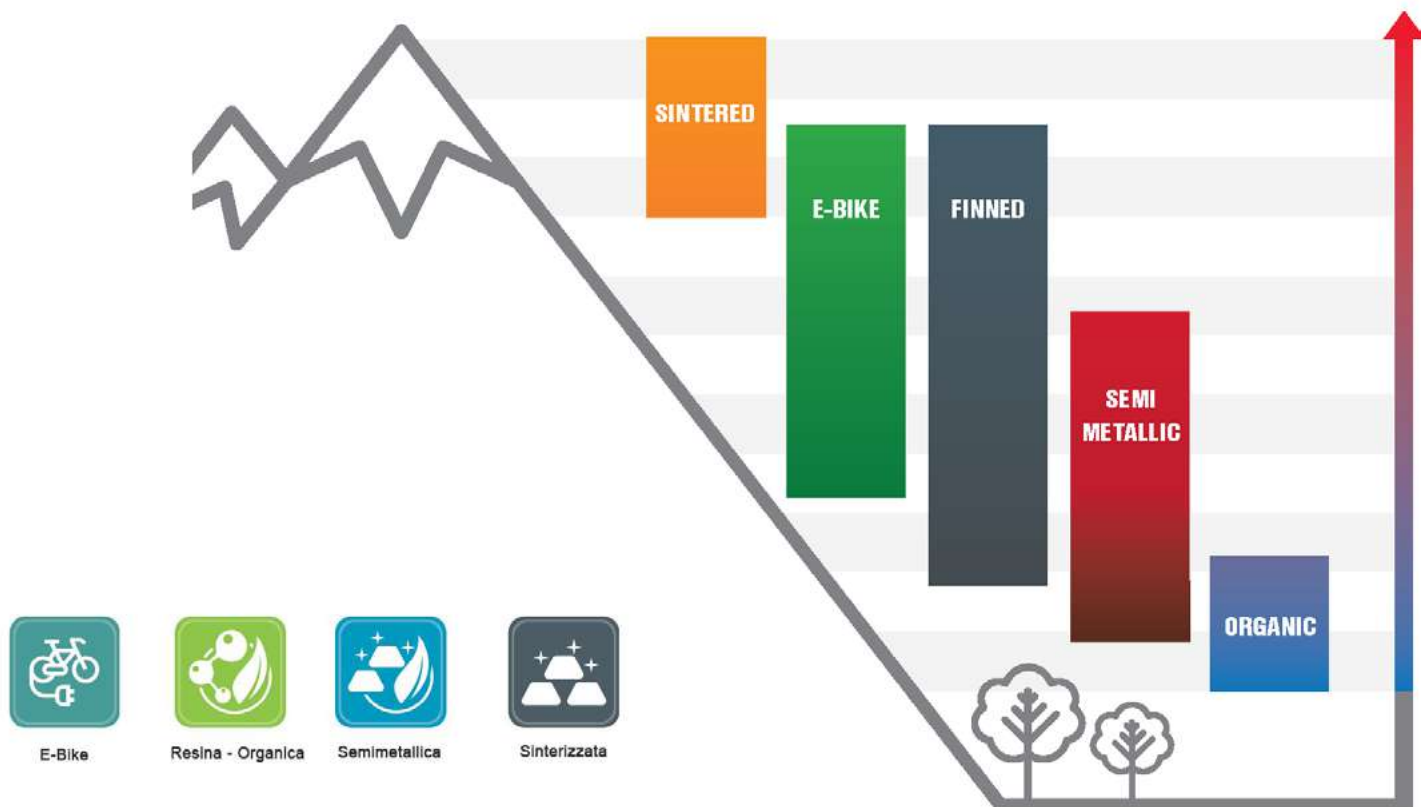 SINTERED
E-BIKE
FINNED
SEMI
METALLIC
ORGANIC
E-Bike
Resina - Organica
Semimetallica
Sinterizzata